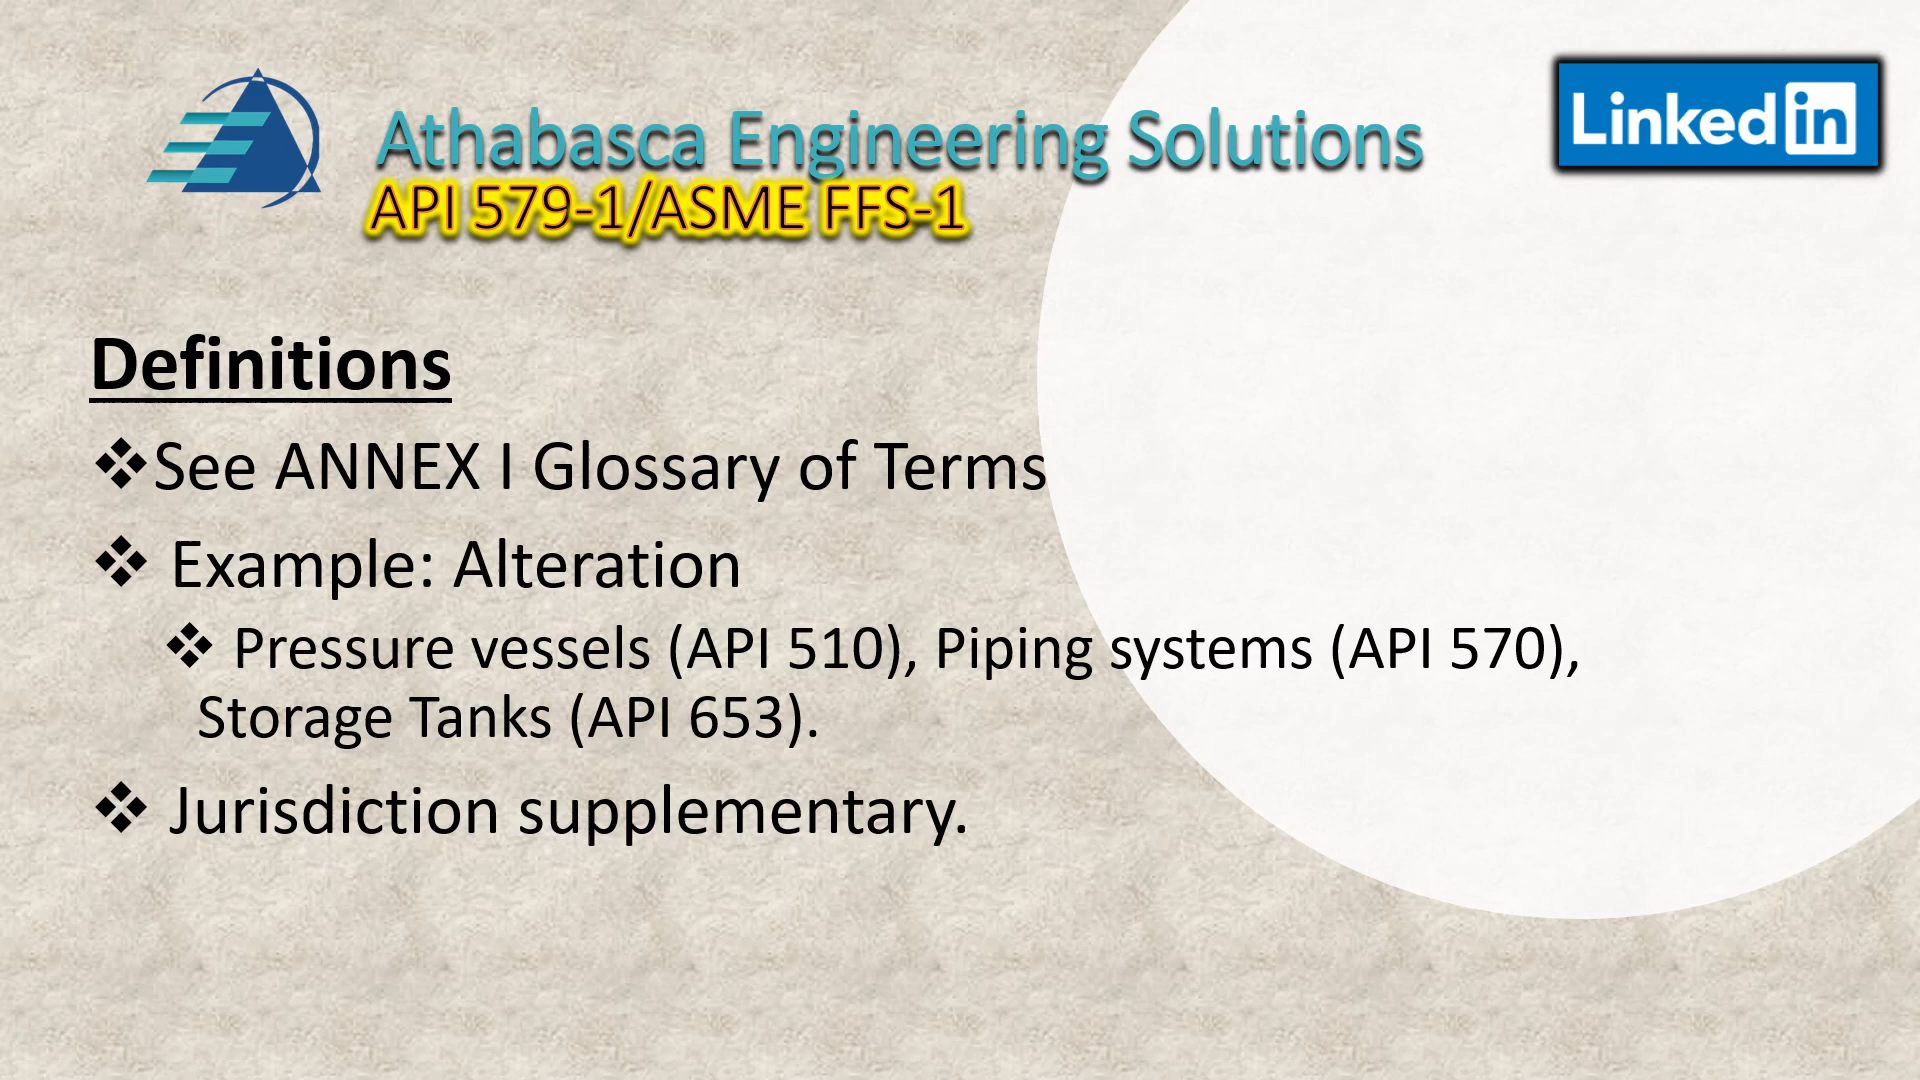 Athabasca Engineering Solutions
LinkedIn
API 579-1/ASME FFS-1
Definitions
❖See ANNEX I Glossary of Terms
❖ Example: Alteration
❖ Pressure vessels (API 510), Piping systems (API 570),
Storage Tanks (API 653).
❖ Jurisdiction supplementary.